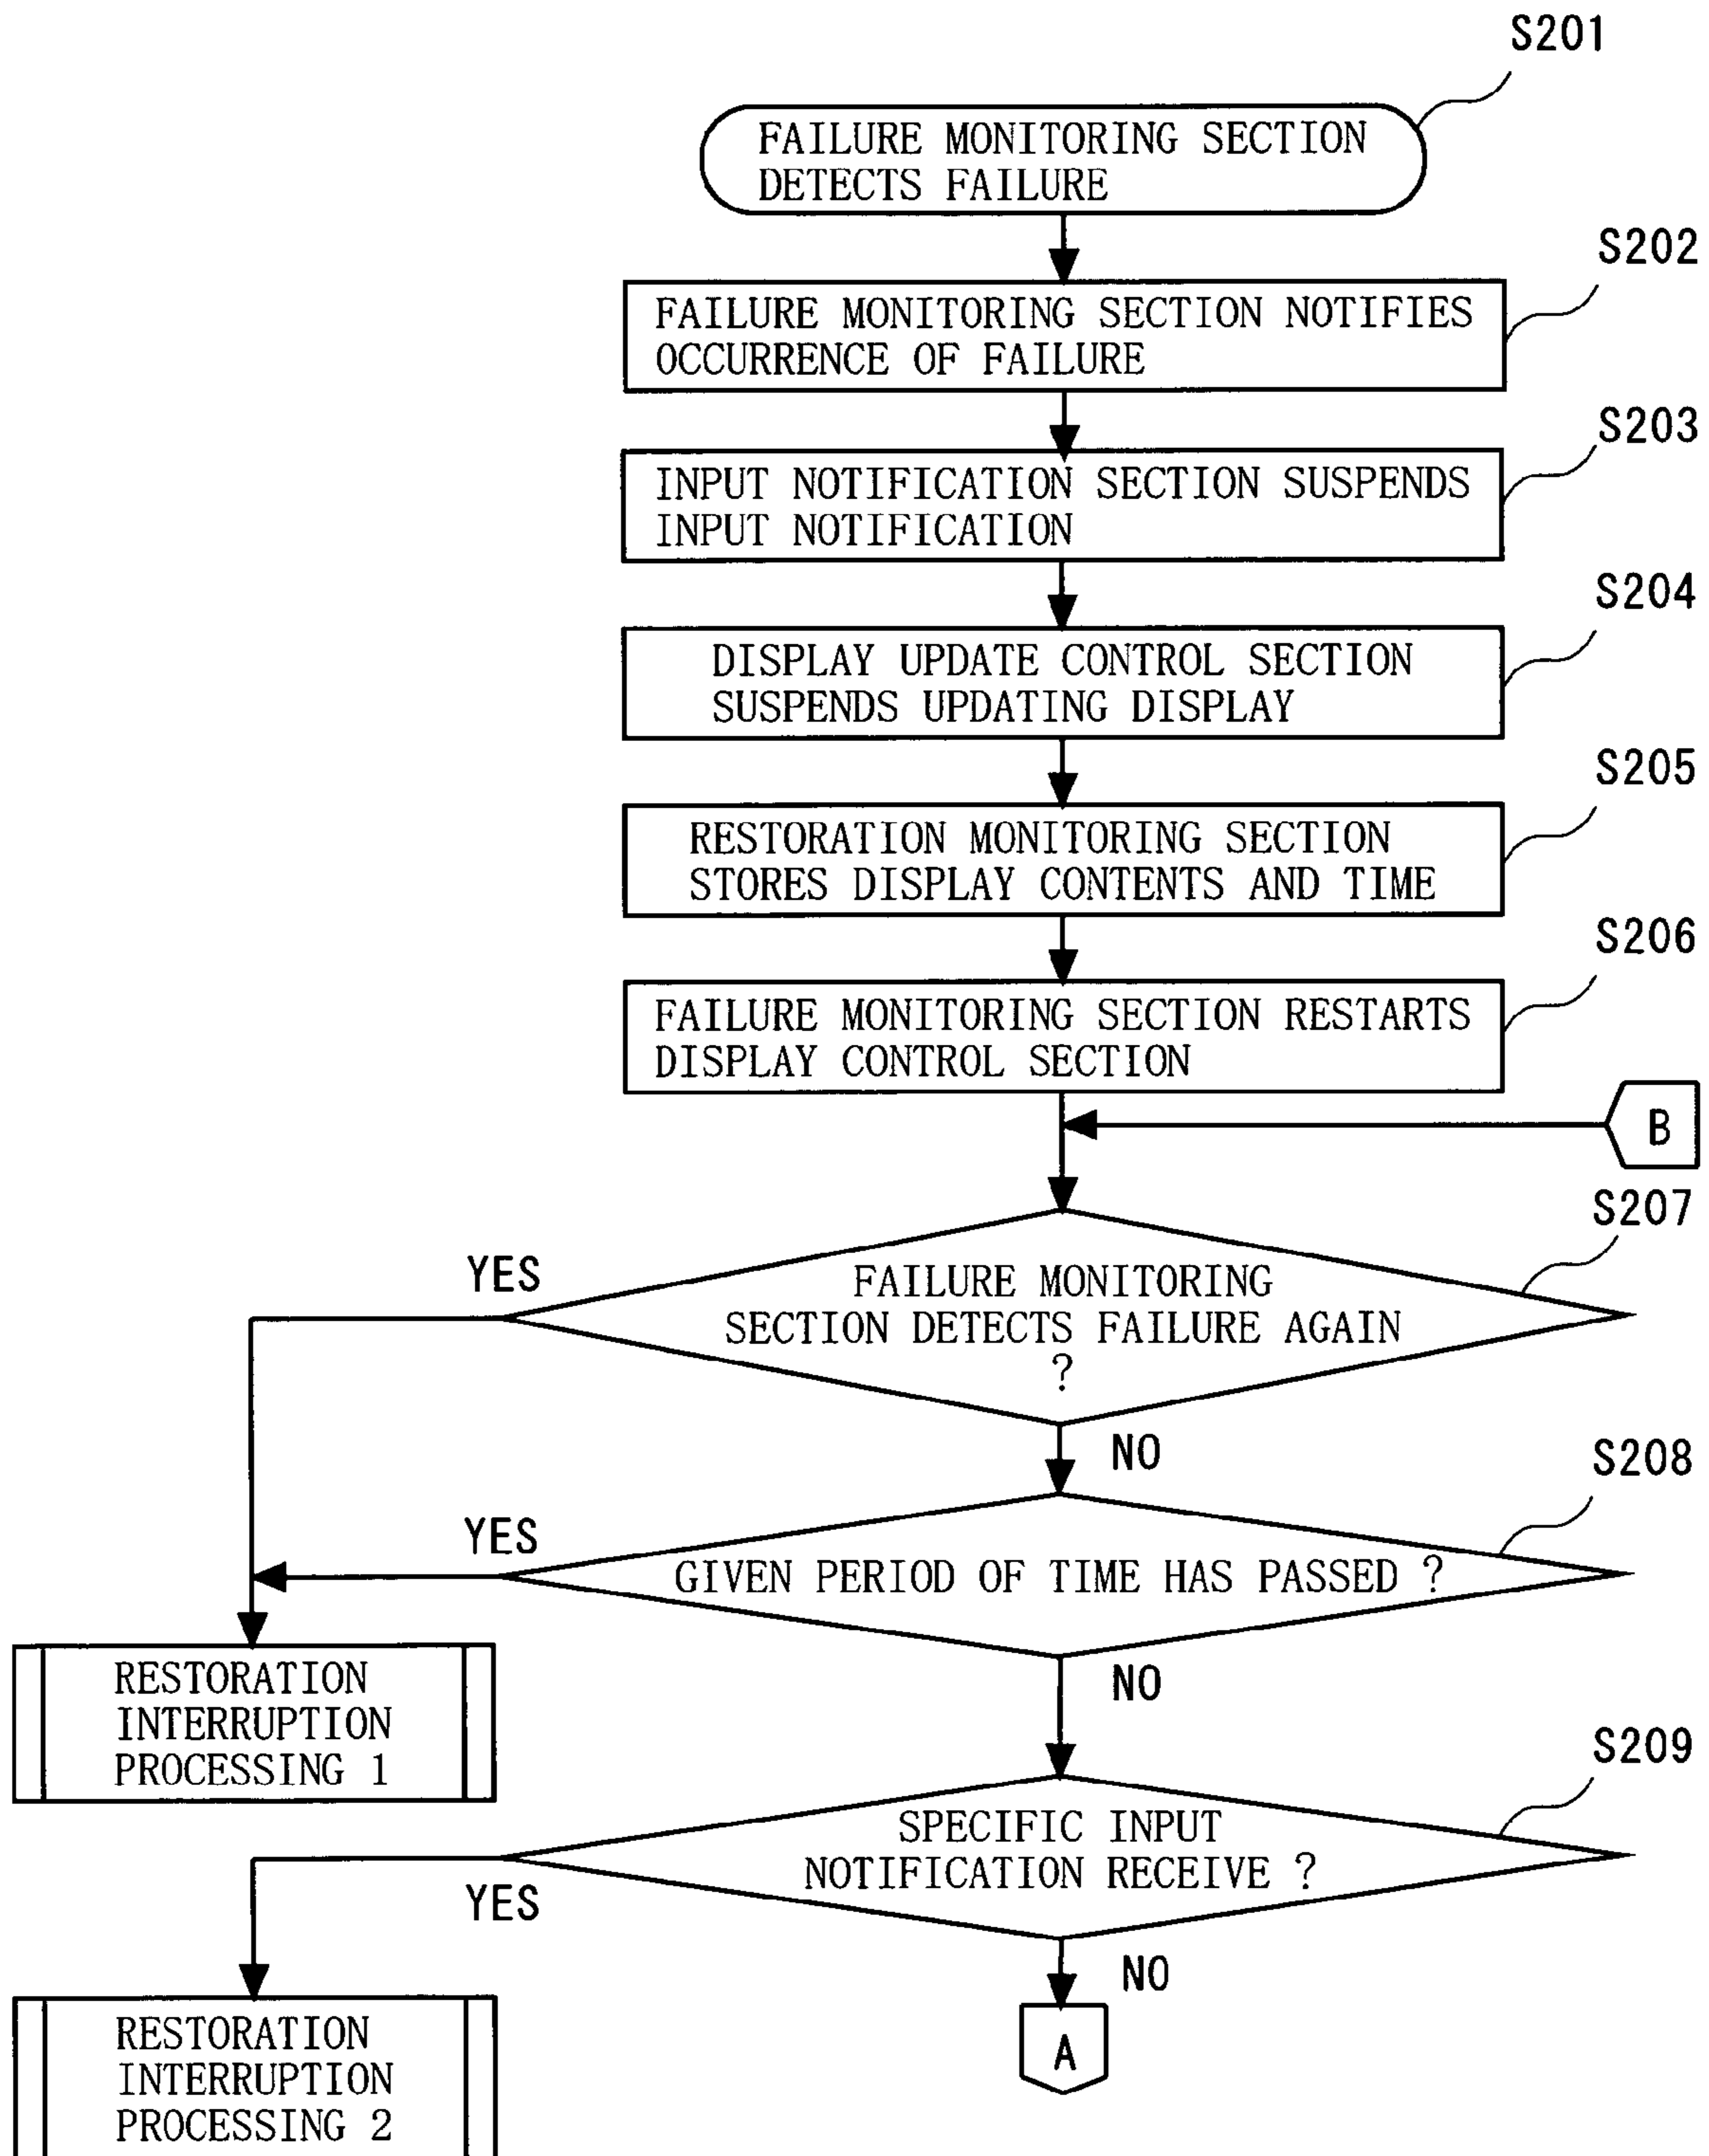 S201
FAILURE MONITORING SECTION
DETECTS FAILURE
S202
FAILURE MONITORING SECTION NOTIFIES
OCCURRENCE OF FAILURE
S203
INPUT NOTIFICATION SECTION SUSPENDS
INPUT NOTIFICATION
S204
DISPLAY UPDATE CONTROL SECTION
SUSPENDS UPDATING DISPLAY
S205
RESTORATION MONITORING SECTION
STORES DISPLAY CONTENTS AND TIME
S206
FAILURE MONITORING SECTION RESTARTS
DISPLAY CONTROL SECTION
B
S207
YES
FAILURE MONITORING
SECTION DETECTS FAILURE AGAIN
?
NO
S208
YES
GIVEN PERIOD OF TIME HAS PASSED ?
NO
RESTORATION
INTERRUPTION
PROCESSING 1
S209
SPECIFIC INPUT
NOTIFICATION RECEIVE ?
YES
NO
A
RESTORATION
INTERRUPTION
PROCESSING 2